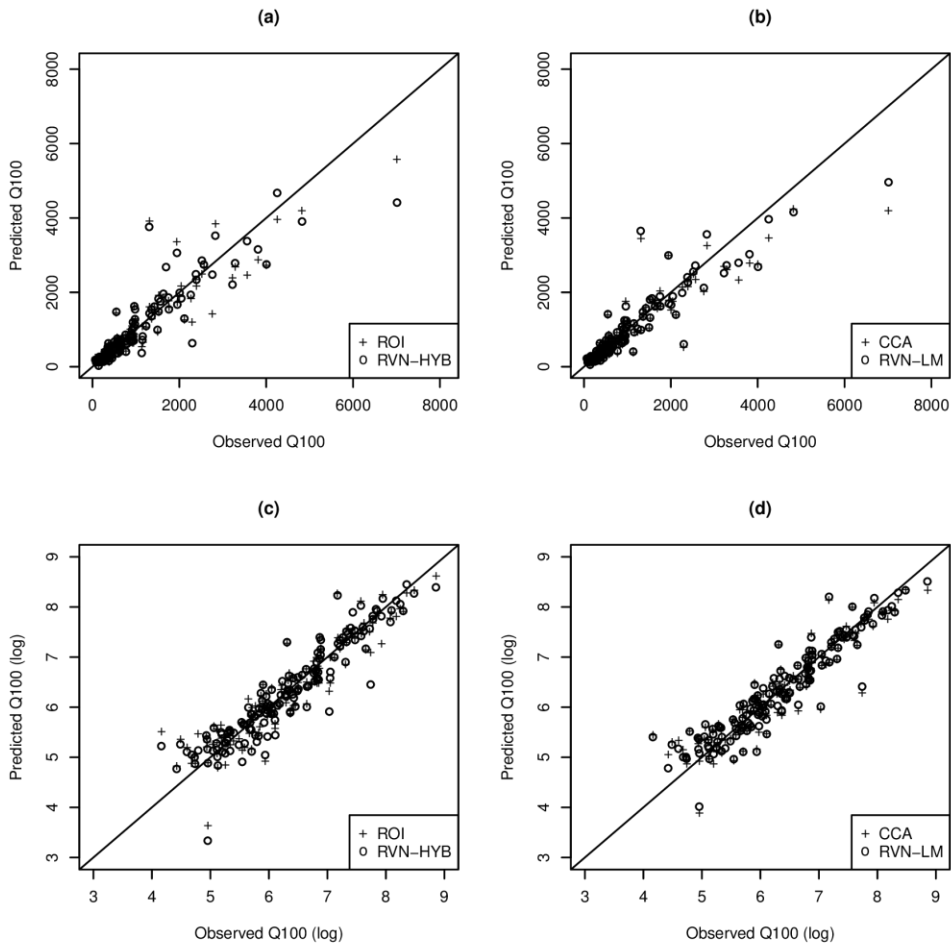 (a)
Predicted Q100
8000
6000
4000
2000
0
0 2000 4000 6000 8000
Observed Q100
+ ROI
o RVN−HYB
(b)
Predicted Q100
8000
6000
4000
2000
0
0 2000 4000 6000 8000
Observed Q100
+ CCA
o RVN−LM
(c)
Predicted Q100 (log)
9
8
7
6
5
4
3
3 4 5 6 7 8 9
Observed Q100 (log)
+ ROI
o RVN−HYB
(d)
Predicted Q100 (log)
9
8
7
6
5
4
3
3 4 5 6 7 8 9
Observed Q100 (log)
+ CCA
o RVN−LM